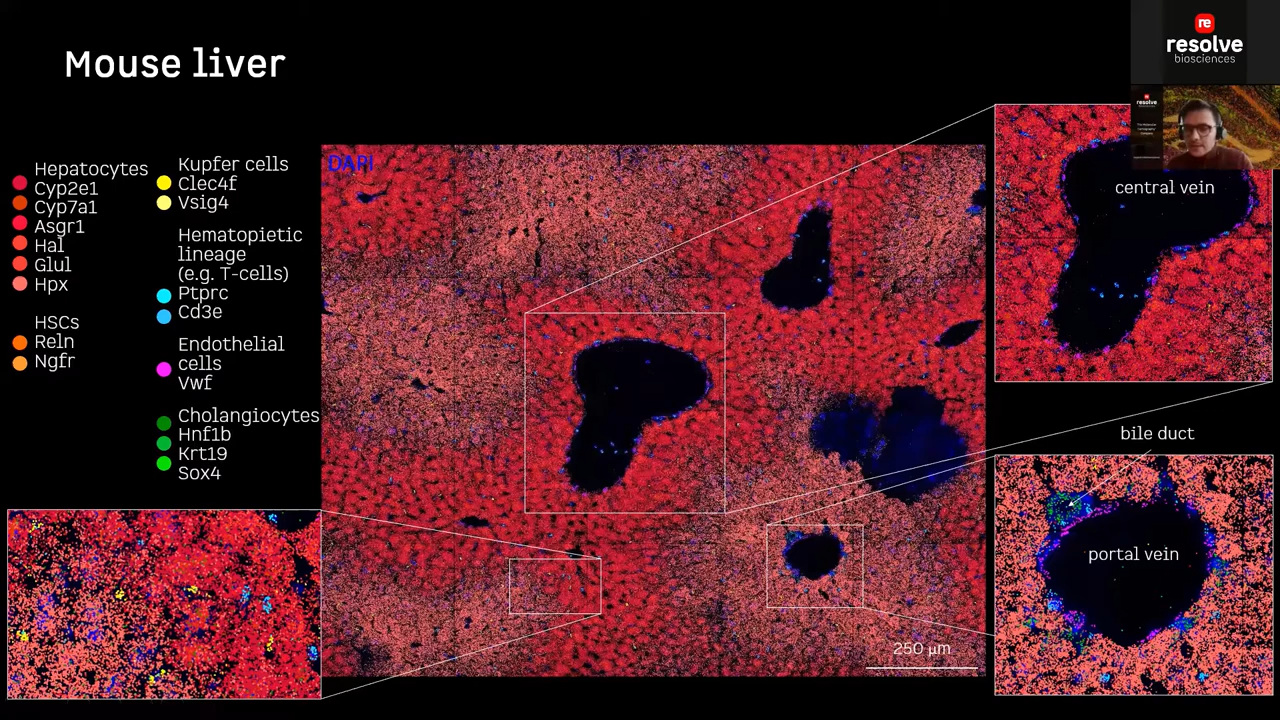 Mouse liver
re
resolve
biosciences
resolve
DAPI
Hepatocytes
Cyp2e1
Cyp7a1
Asgr1
Hal
Glul
Hpx
HSCs
Reln
Ngfr
Kupfer cells
Clec4f
Vsig4
Hematopietic
lineage
(e.g. T-cells)
Ptprc
Cd3e
Endothelial
cells
Vwf
Cholangiocytes
Hnf1b
Krt19
Sox4
central vein
bile duct
portal vein
250 µm